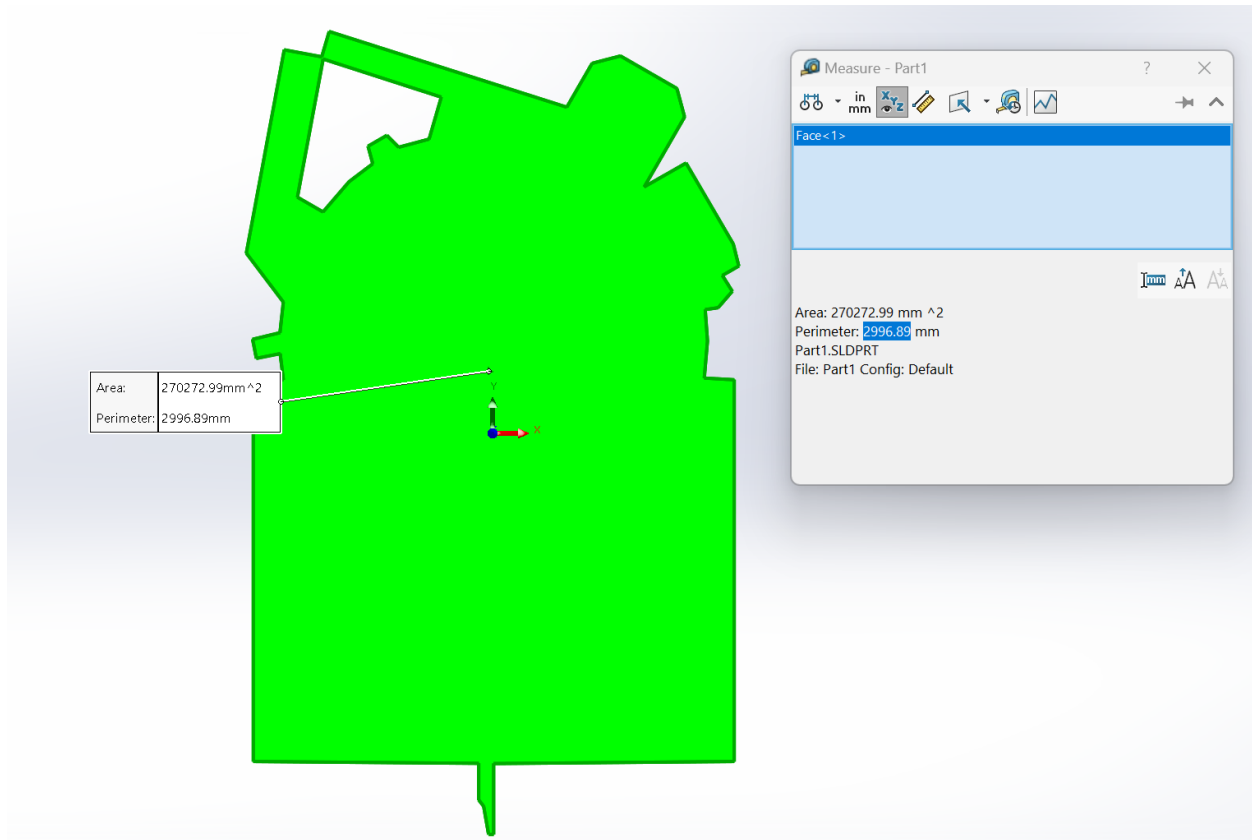 Measure - Part1
?
in
mm
X Y Z
Face<1>
mm
A A
A A
Area: 270272.99 mm ^2
Perimeter: 2996.89 mm
Part1.SLDPRT
File: Part1 Config: Default
Area: 270272.99mm^2
Perimeter: 2996.89mm
Y
X